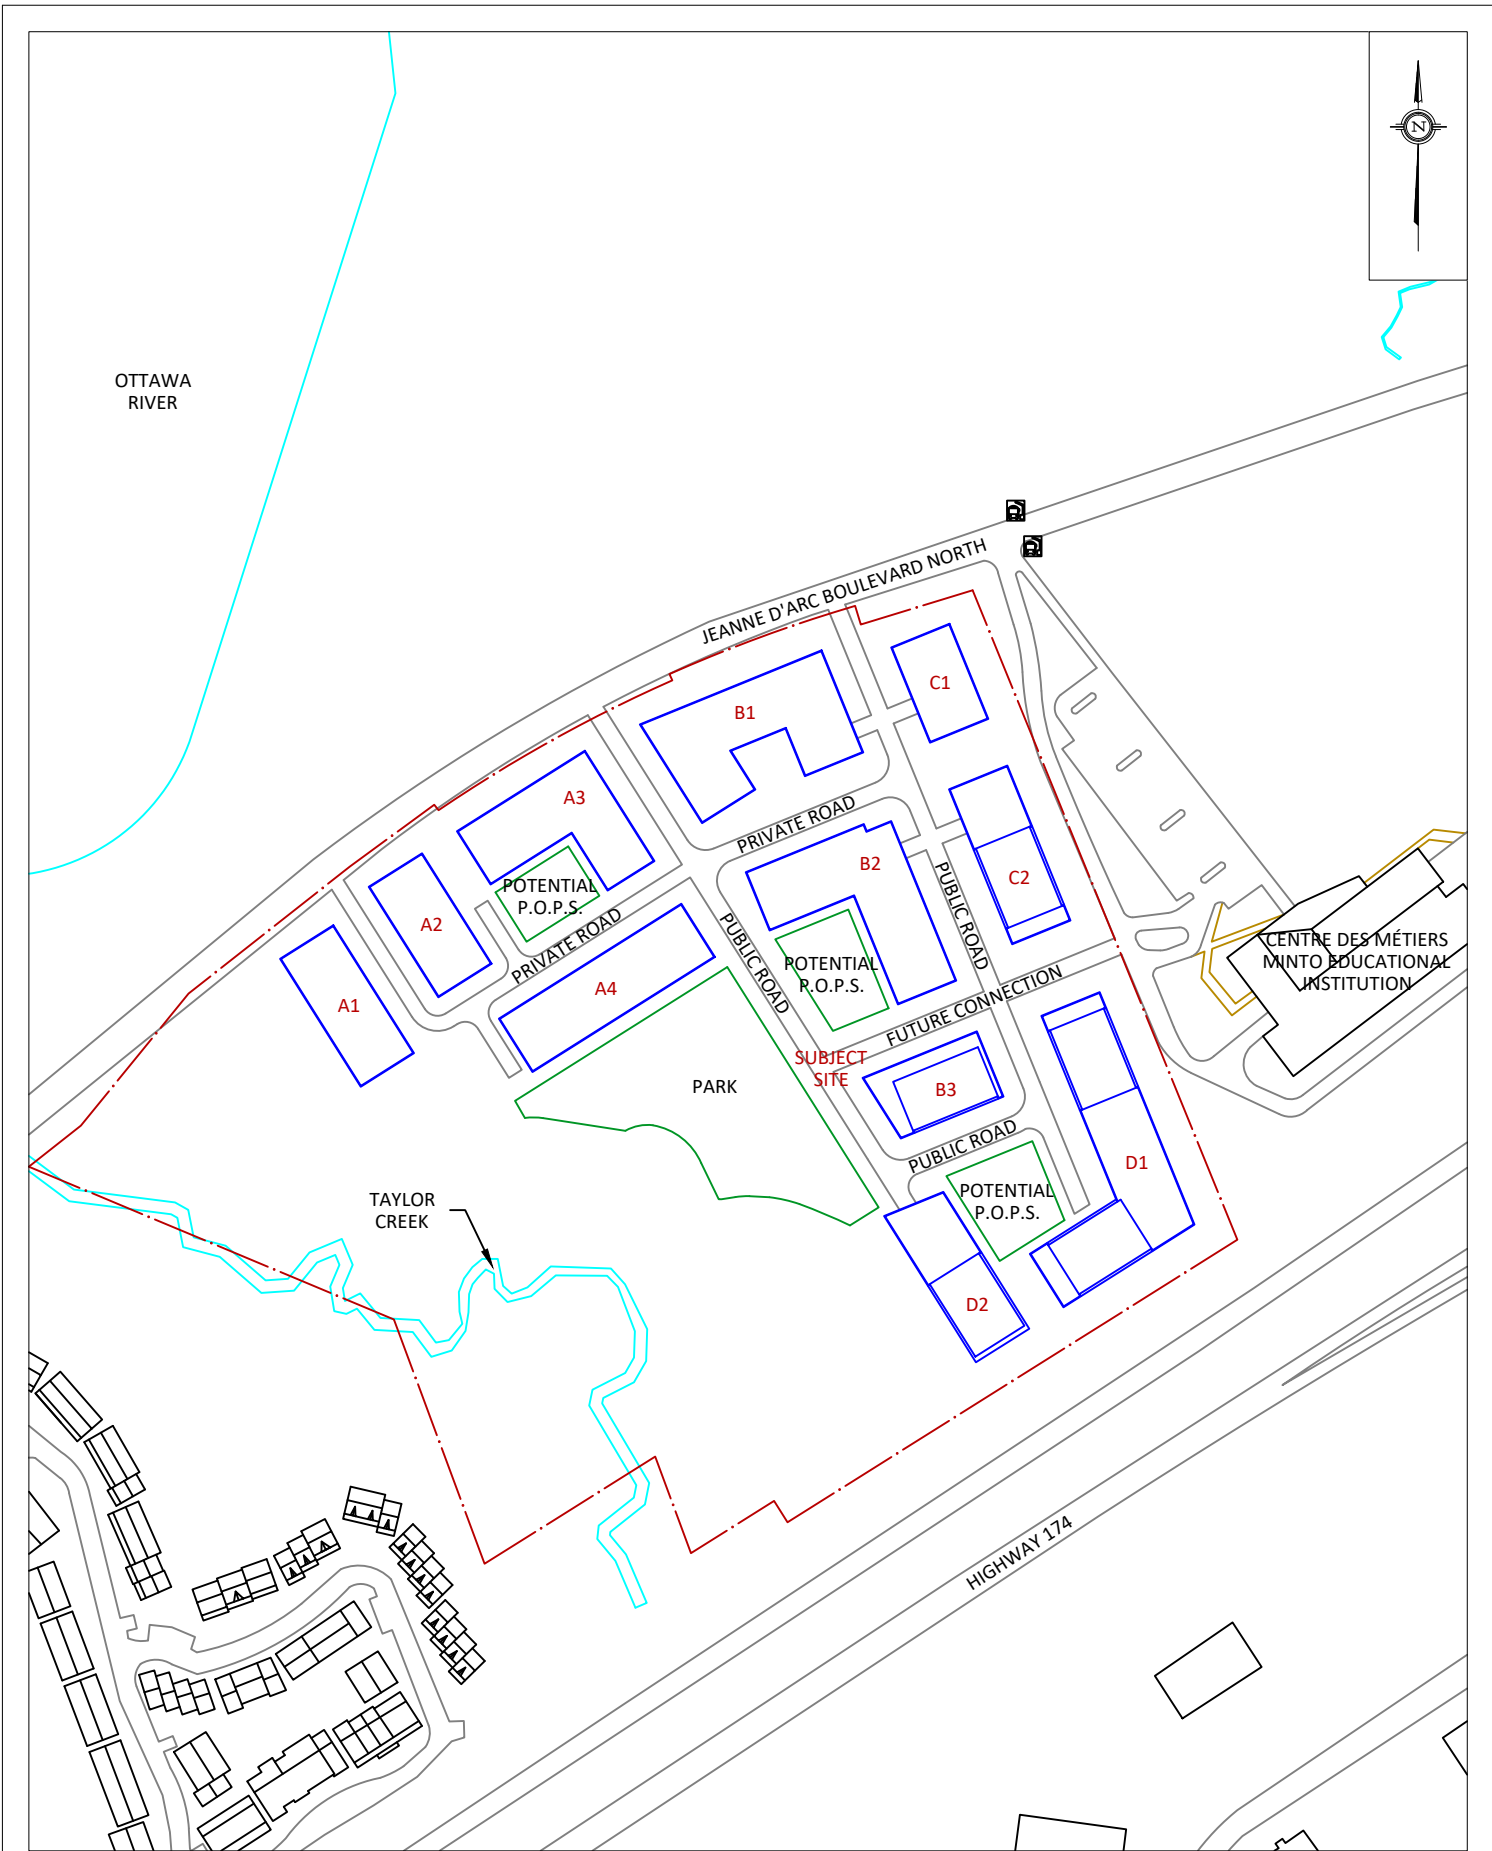 N
OTTAWA
RIVER
JEANNE D'ARC BOULEVARD NORTH
C1
B1
A3
PRIVATE ROAD
B2
C2
POTENTIAL
P.O.P.S.
A2
PRIVATE ROAD
PUBLIC ROAD
PUBLIC ROAD
CENTRE DES MÉTIERS
MINTO EDUCATIONAL
INSTITUTION
POTENTIAL
P.O.P.S.
A4
A1
FUTURE CONNECTION
SUBJECT
SITE
PARK
B3
PUBLIC ROAD
D1
POTENTIAL
P.O.P.S.
TAYLOR
CREEK
D2
HIGHWAY 174